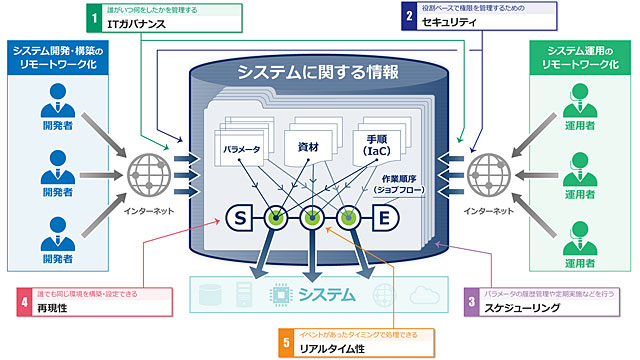 1
誰がいつ何をしたかを管理する
ITガバナンス
2
役割ベースで権限を管理するための
セキュリティ
システム開発・構築の
リモートワーク化
開発者
開発者
開発者
インターネット
システムに関する情報
パラメータ
資材
手順
(IaC)
作業順序
(ジョブフロー)
S
E
システム
システム運用の
リモートワーク化
運用者
運用者
運用者
インターネット
4
誰でも同じ環境を構築・設定できる
再現性
5
イベントがあったタイミングで処理できる
リアルタイム性
3
パラメータの履歴管理や定期実施などを行う
スケジューリング